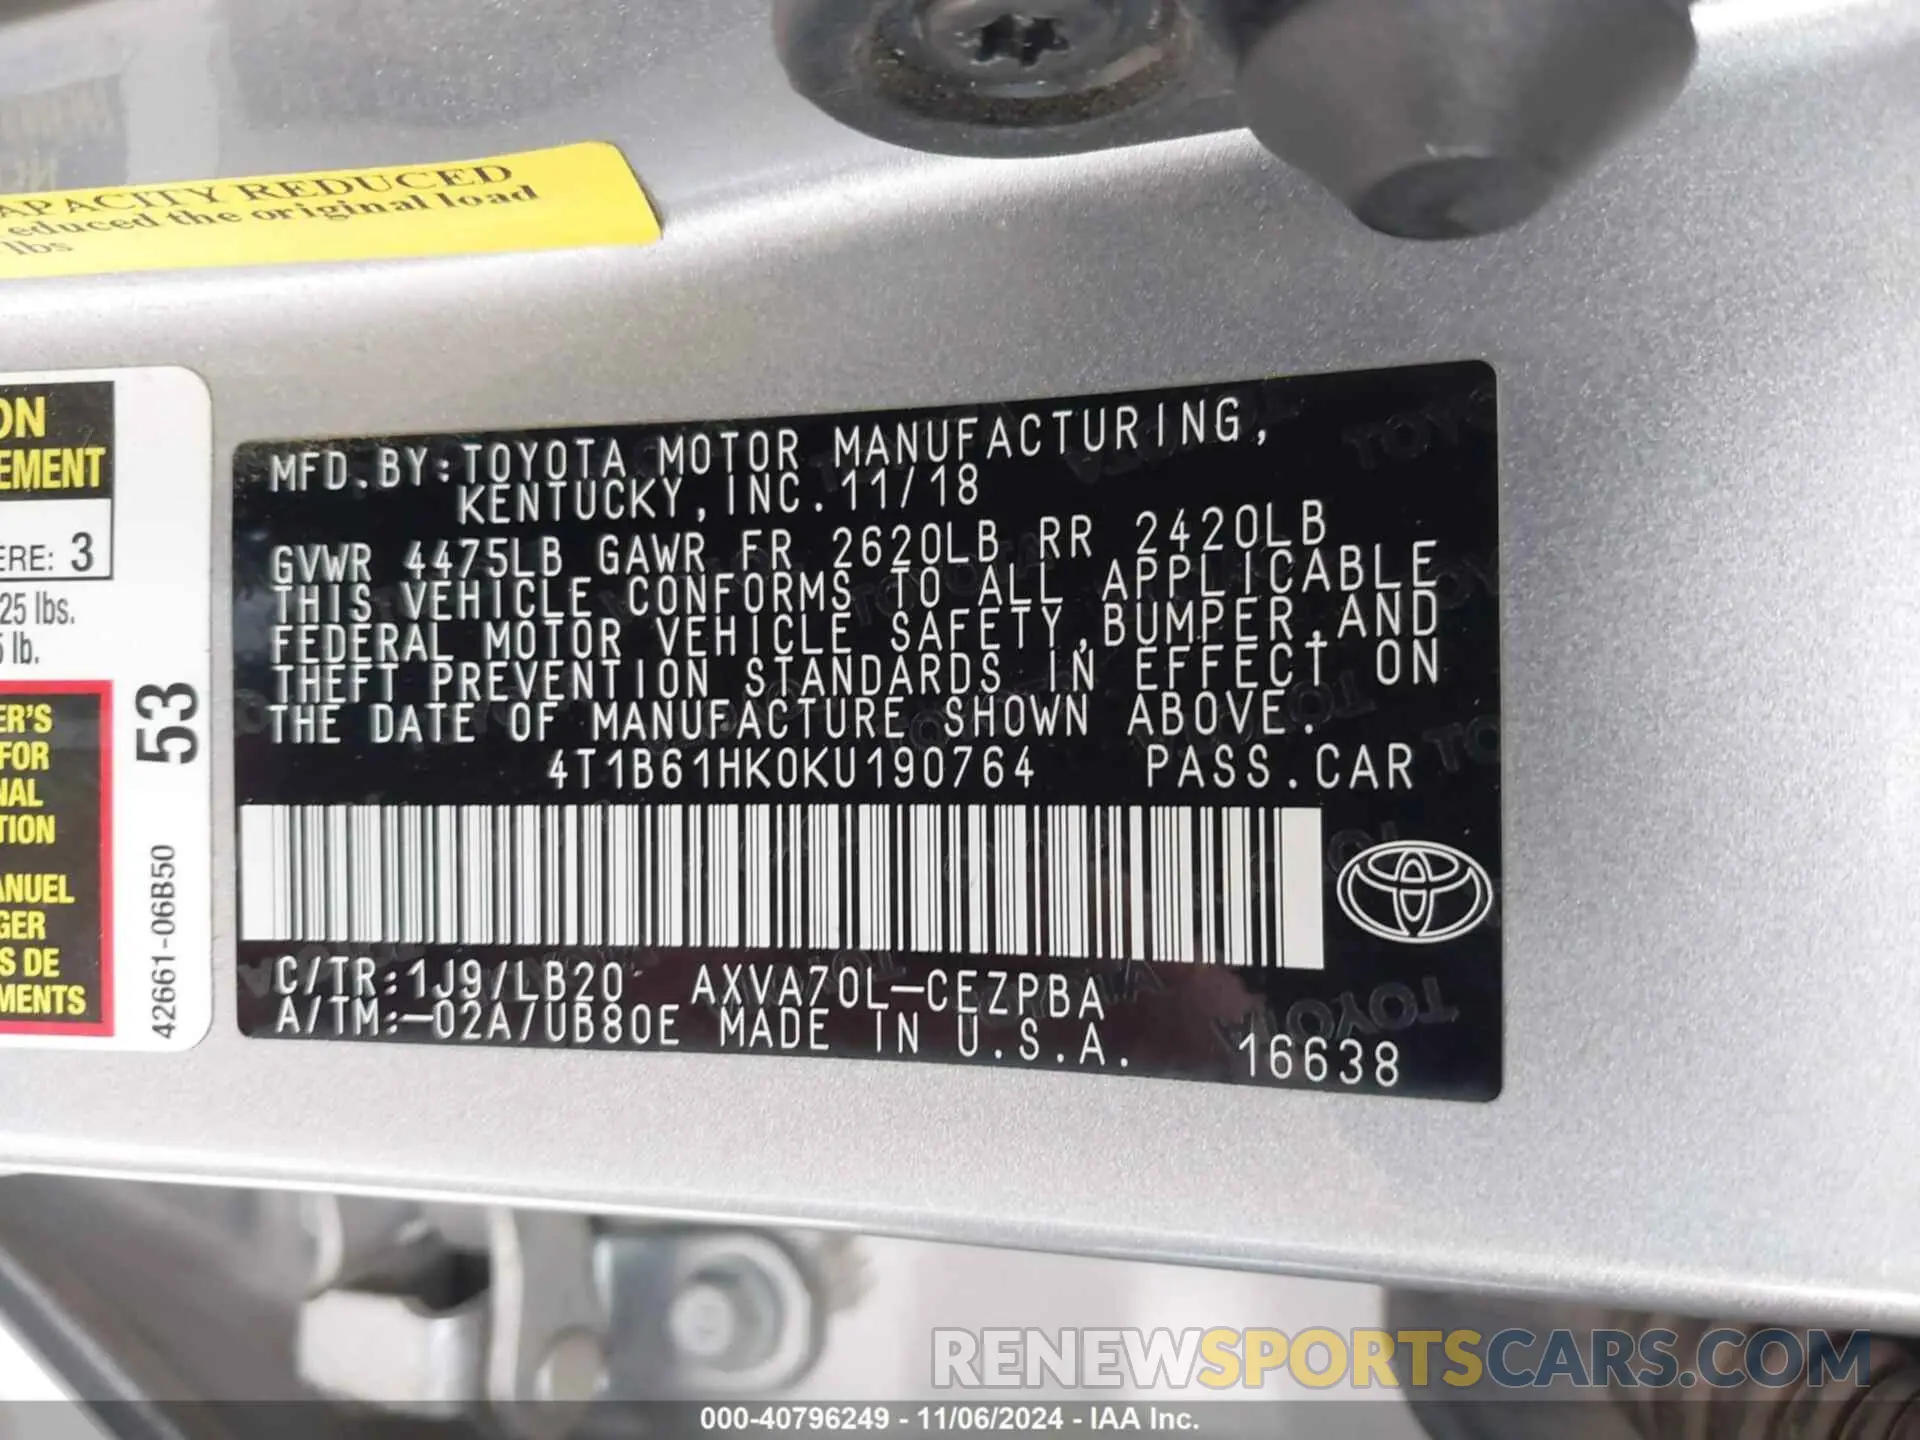 APACITY REDUCED
educed the original load
lbs
ON
EMENT
ERE: 3
25 lbs.
lb.
ER'S
FOR
NAL
TION
ANUEL
GER
S DE
MENTS
53
42661-06B50
MFD.BY:TOYOTA MOTOR MANUFACTURING,
KENTUCKY,INC.11/18
GVWR 4475LB GAWR FR 2620LB RR 2420LB
THIS VEHICLE CONFORMS TO ALL APPLICABLE
FEDERAL MOTOR VEHICLE SAFETY,BUMPER,AND
THEFT PREVENTION STANDARDS IN EFFECT ON
THE DATE OF MANUFACTURE SHOWN ABOVE.
4T1B61HK0KU190764 PASS.CAR
C/TR:1J9/LB20 AXVA70L-CEZPBA
A/TM:-02A/UB80E MADE IN U.S.A.
16638
RENEWSPORTSCARS.COM
000-40796249 - 11/06/2024 - IAA Inc.